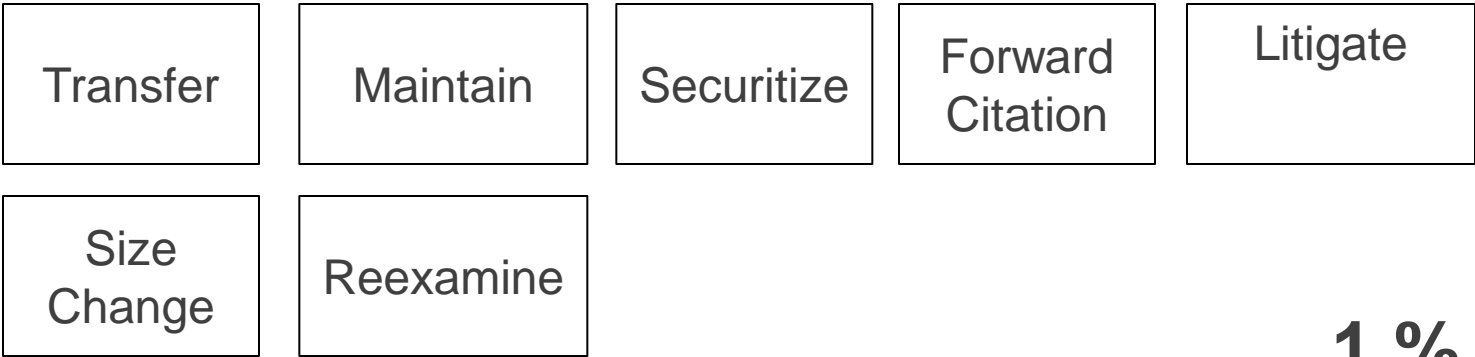 Transfer
Maintain
Securitize
Forward
Citation
Litigate
Size
Change
Reexamine
1 %